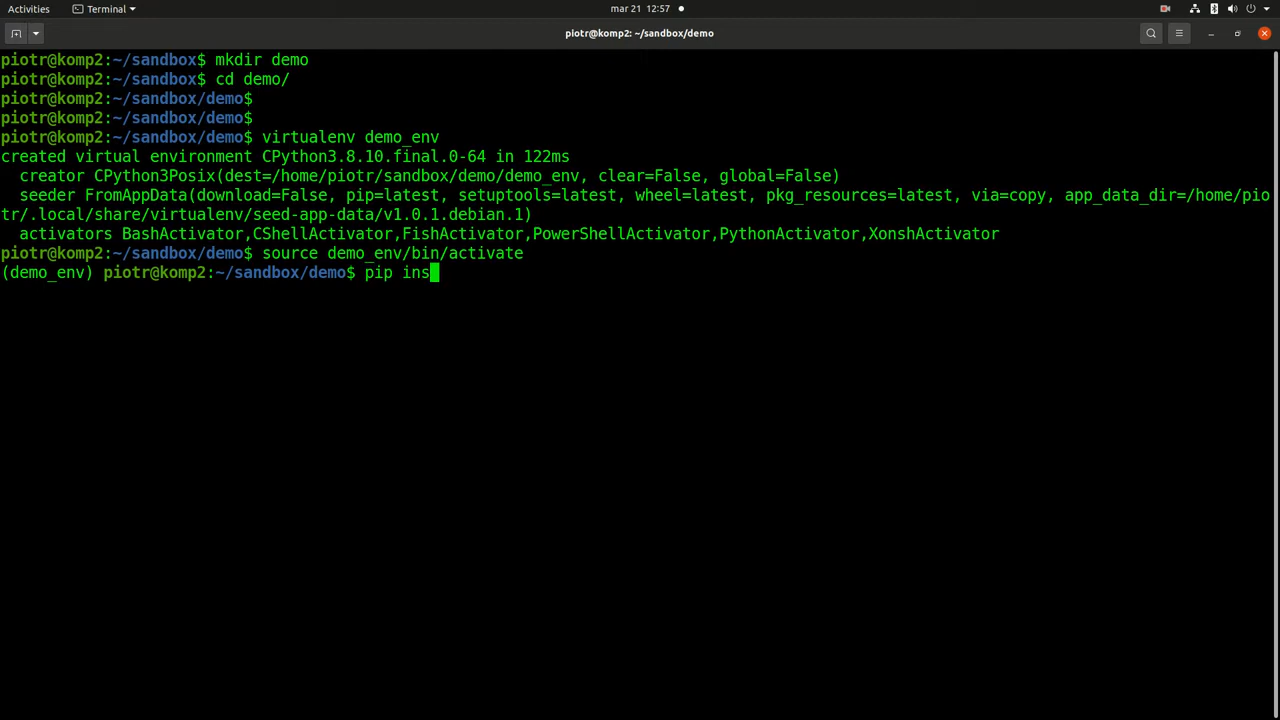 Activities
Terminal
mar 21 12:57
piotr@komp2: ~/sandbox/demo
piotr@komp2:~/sandbox$ mkdir demo
piotr@komp2:~/sandbox$ cd demo/
piotr@komp2:~/sandbox/demo$
piotr@komp2:~/sandbox/demo$
piotr@komp2:~/sandbox/demo$ virtualenv demo_env
created virtual environment CPython3.8.10.final.0-64 in 122ms
  creator CPython3Posix(dest=/home/piotr/sandbox/demo/demo_env, clear=False, global=False)
  seeder FromAppData(download=False, pip=latest, setuptools=latest, wheel=latest, pkg_resources=latest, via=copy, app_data_dir=/home/pio
tr/.local/share/virtualenv/seed-app-data/v1.0.1.debian.1)
  activators BashActivator,CShellActivator,FishActivator,PowerShellActivator,PythonActivator,XonshActivator
piotr@komp2:~/sandbox/demo$ source demo_env/bin/activate
(demo_env) piotr@komp2:~/sandbox/demo$ pip ins